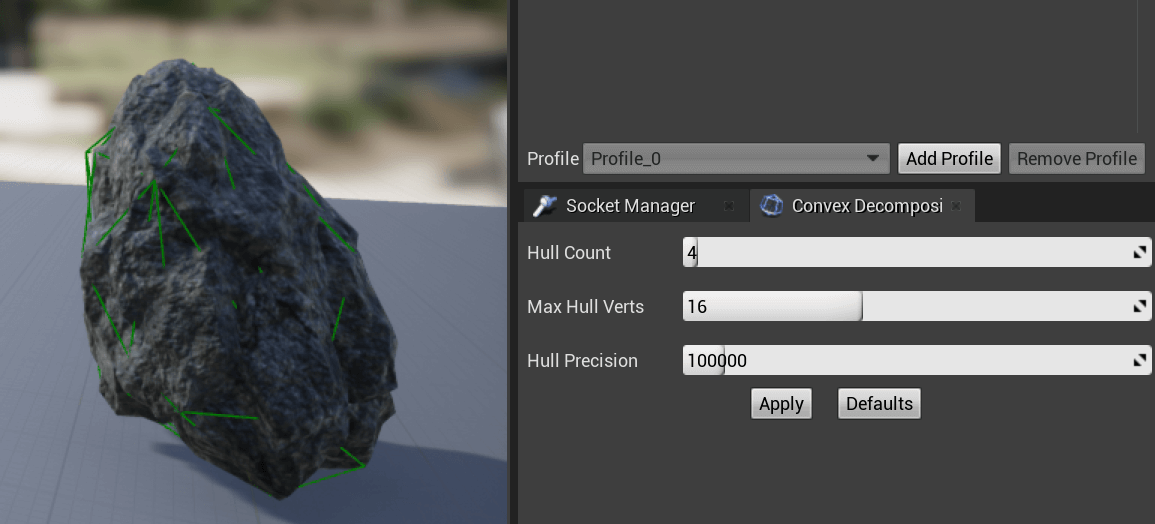 Profile Profile_0 Add Profile Remove Profile
Socket Manager Convex Decomposi
Hull Count 4
Max Hull Verts 16
Hull Precision 100000
Apply Defaults